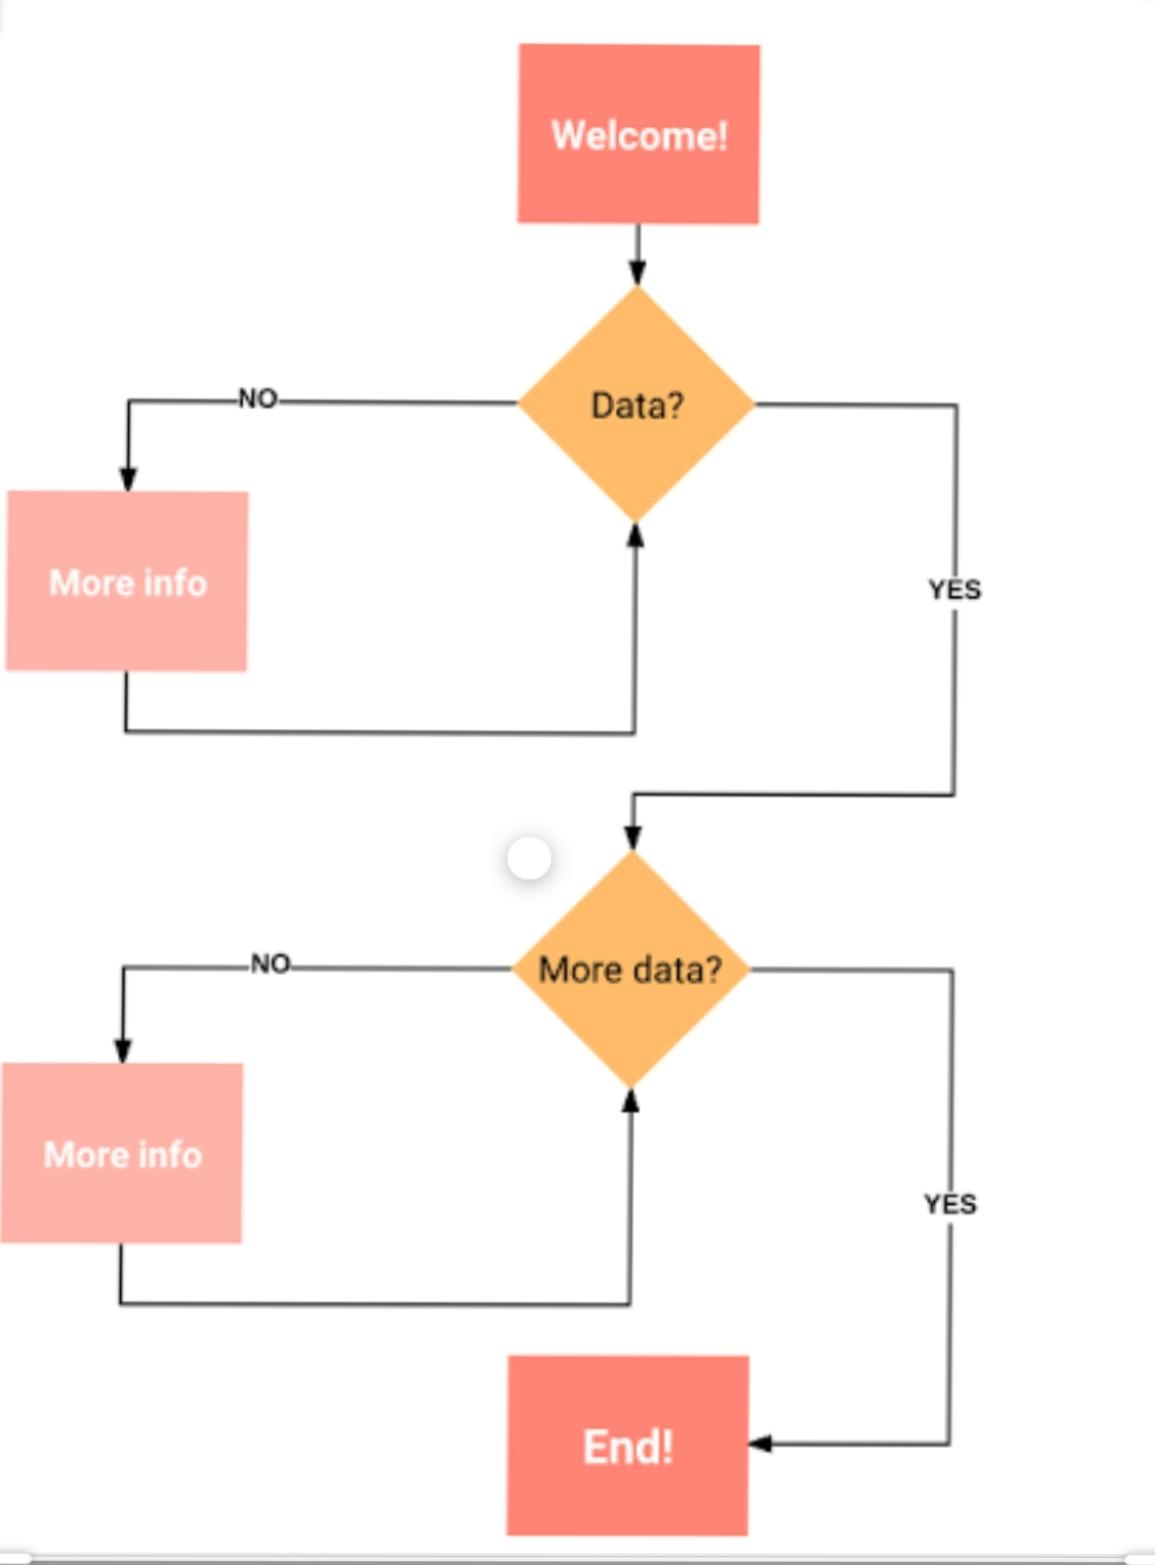 Welcome!
Data?
NO
More info
YES
More data?
NO
More info
YES
End!